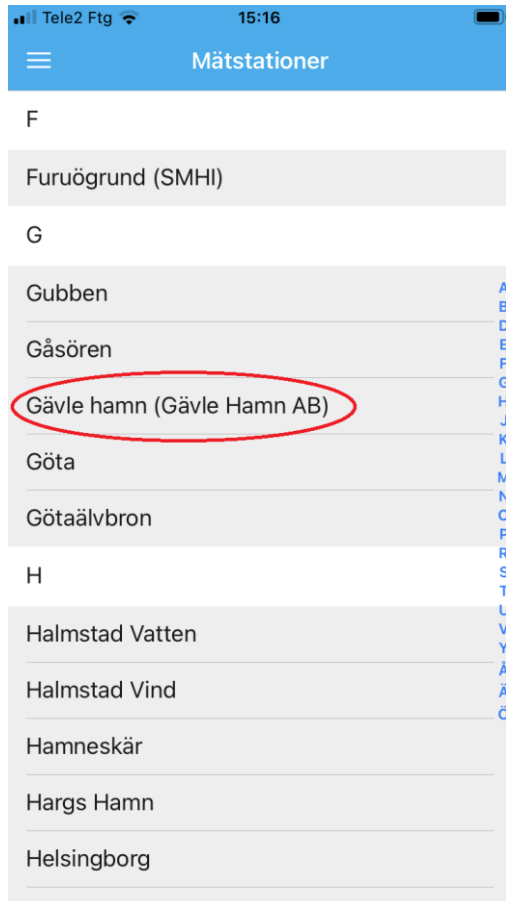 Tele2 Ftg 15:16
Mätstationer
F
Furuögrund (SMHI)
G
Gubben
Gåsören
Gävle hamn (Gävle Hamn AB)
Göta
Götaälvbron
H
Halmstad Vatten
Halmstad Vind
Hamneskär
Hargs Hamn
Helsingborg
A
B
D
E
F
G
H
J
K
L
M
N
O
P
R
S
T
U
V
Y
Å
Ä
Ö